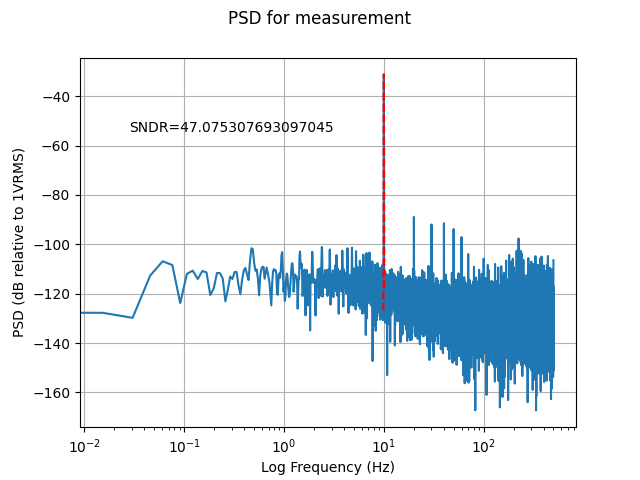 PSD for measurement
SNDR=47.075307693097045
PSD (dB relative to 1VRMS)
−40
−60
−80
−100
−120
−140
−160
10⁻² 10⁻¹ 10⁰ 10¹ 10²
Log Frequency (Hz)